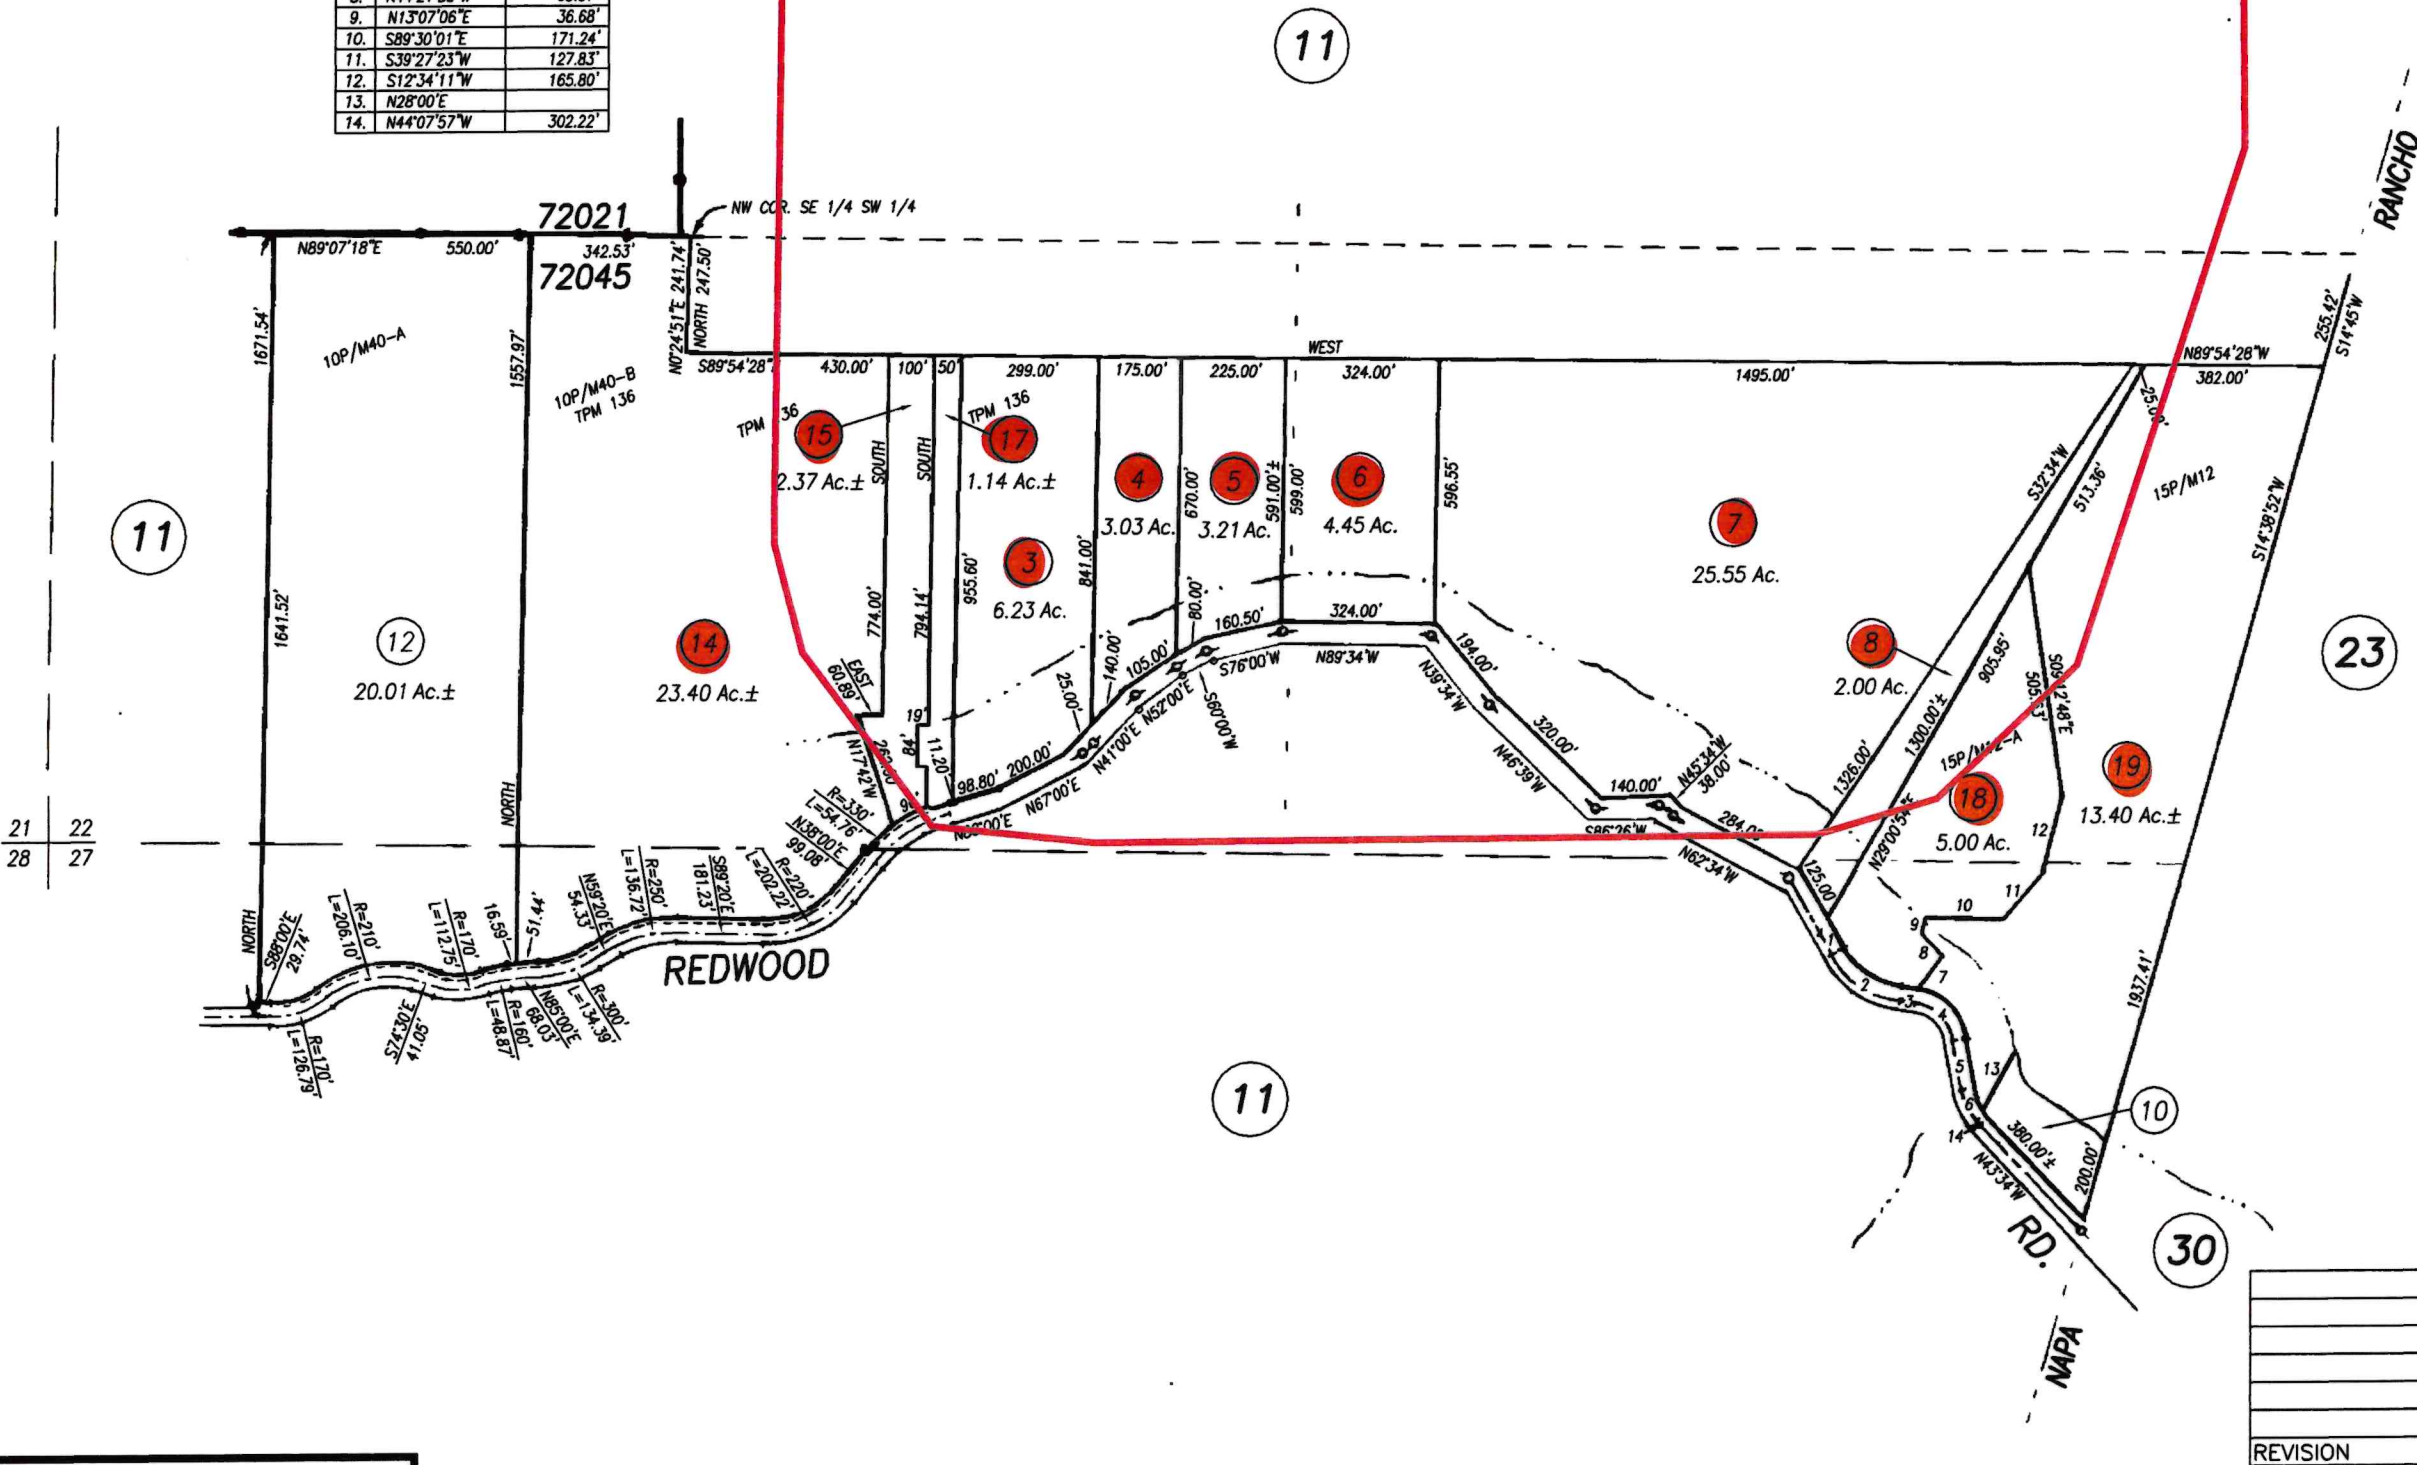 9. N13°07'06"E 36.68'
10. S89°30'01"E 171.24'
11. S39°27'23"W 127.83'
12. S12°34'11"W 165.80'
13. N28°00'E
14. N44°07'57"W 302.22'
11
RANCHO
NW COR. SE 1/4 SW 1/4
72021
N89°07'18"E 550.00' 342.53'
72045
N0°24'51"E 241.74'
NORTH 247.50'
255.42'
S14°45'W
WEST
N89°54'28"W
382.00'
S89°54'28"
430.00' 100' 50' 299.00' 175.00' 225.00' 324.00' 1495.00'
1671.54'
10P/M40-A
1557.97'
10P/M40-B
TPM 136
TPM 36
15
2.37 Ac.±
SOUTH
SOUTH
TPM 136
17
1.14 Ac.±
4
3.03 Ac.
670.00'
5
3.21 Ac.
591.00'±
599.00'
6
4.45 Ac.
596.55'
7
25.55 Ac.
S32°34'W
513.36'
15P/M12
S14°38'52"W
11
1641.52'
12
20.01 Ac.±
14
23.40 Ac.±
774.00'
794.14'
955.60'
3
6.23 Ac.
841.00'
80.00'
160.50'
324.00'
8
2.00 Ac.
905.95'
1300.00'±
505.63'
23
EAST
60.89'
N17°42'W
19'
84'
11.20'
98.80'
200.00'
25.00'
140.00'
105.00'
N41°00'E
N52°00'E
S60°00'W
S76°00'W
N89°34'W
N39°34'W
194.00'
320.00'
N46°39'W
140.00'
N45°34'W
38.00'
S86°26'W
N62°34'W
1326.00'
125.00
N29°00'54"E
18
5.00 Ac.
19
13.40 Ac.±
12
N67°00'E
NORTH
21 22
28 27
R=330'
L=54.76'
N38°00'E
99.08'
R=220'
L=202.22'
S89°20'E
181.23'
R=250'
L=136.72'
N59°20'E
54.33'
51.44'
16.59'
R=170'
L=112.75'
R=210'
L=206.10'
S88°00'E
29.74'
NORTH
REDWOOD
R=170'
L=126.79'
S74°30'E
41.05'
R=160'
L=48.87'
N85°00'E
68.03'
R=300'
L=134.39'
11
10
9
8
7
1
2
3
4
5
6
13
14
1937.41'
11
10
380.00'±
200.00'
N43°34'W
RD.
30
NAPA
REVISION